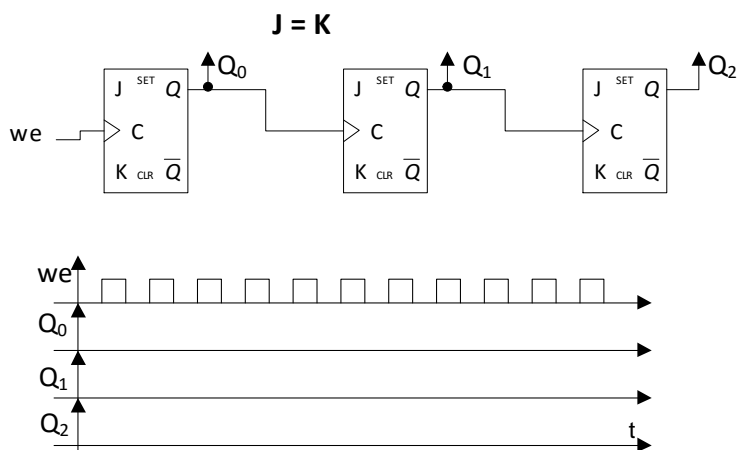 J = K
Q0 Q1 Q2
J SET Q J SET Q J SET Q
we C C C
K CLR Q̅ K CLR Q̅ K CLR Q̅
we
Q0
Q1
Q2 t